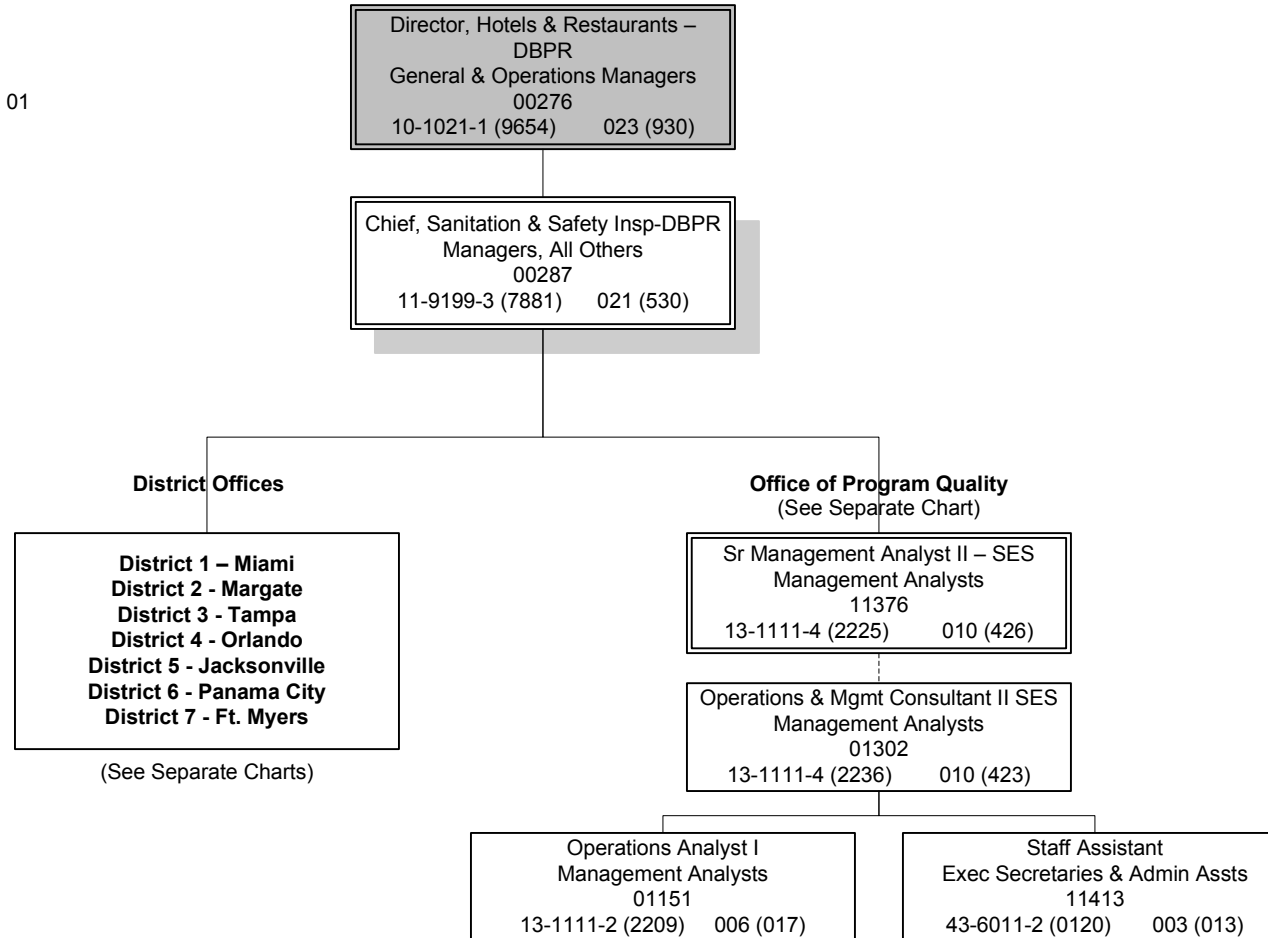 Director, Hotels & Restaurants –
DBPR
General & Operations Managers
00276
10-1021-1 (9654) 023 (930)
01
Chief, Sanitation & Safety Insp-DBPR
Managers, All Others
00287
11-9199-3 (7881) 021 (530)
District Offices
District 1 – Miami
District 2 - Margate
District 3 - Tampa
District 4 - Orlando
District 5 - Jacksonville
District 6 - Panama City
District 7 - Ft. Myers
(See Separate Charts)
Office of Program Quality
(See Separate Chart)
Sr Management Analyst II – SES
Management Analysts
11376
13-1111-4 (2225) 010 (426)
Operations & Mgmt Consultant II SES
Management Analysts
01302
13-1111-4 (2236) 010 (423)
Operations Analyst I
Management Analysts
01151
13-1111-2 (2209) 006 (017)
Staff Assistant
Exec Secretaries & Admin Assts
11413
43-6011-2 (0120) 003 (013)